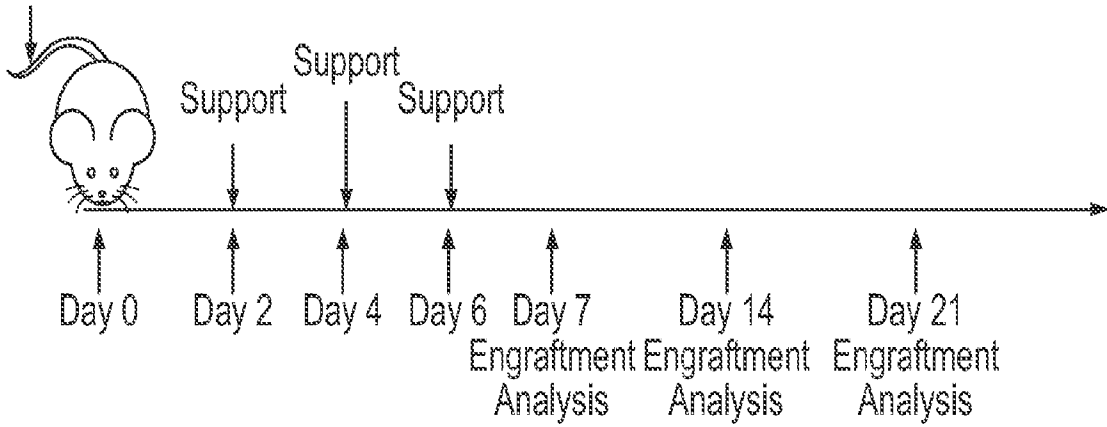 Support
Support
Support
Day 0
Day 2
Day 4
Day 6
Day 7
Engraftment
Analysis
Day 14
Engraftment
Analysis
Day 21
Engraftment
Analysis